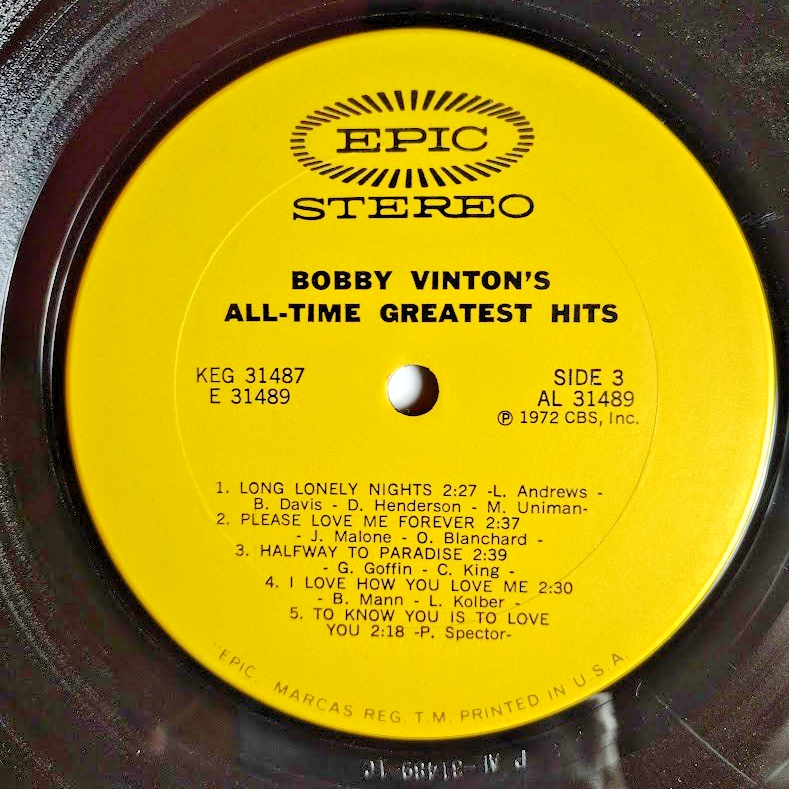 EPIC
STEREO
BOBBY VINTON'S
ALL-TIME GREATEST HITS
KEG 31487
E 31489
SIDE 3
AL 31489
Ⓟ 1972 CBS, Inc.
1. LONG LONELY NIGHTS 2:27 -L. Andrews -
B. Davis - D. Henderson - M. Uniman-
2. PLEASE LOVE ME FOREVER 2:37
- J. Malone - O. Blanchard -
3. HALFWAY TO PARADISE 2:39
- G. Goffin - C. King -
4. I LOVE HOW YOU LOVE ME 2:30
- B. Mann - L. Kolber -
5. TO KNOW YOU IS TO LOVE
YOU 2:18 -P. Spector-
"EPIC," MARCAS REG. T.M. PRINTED IN U.S.A.